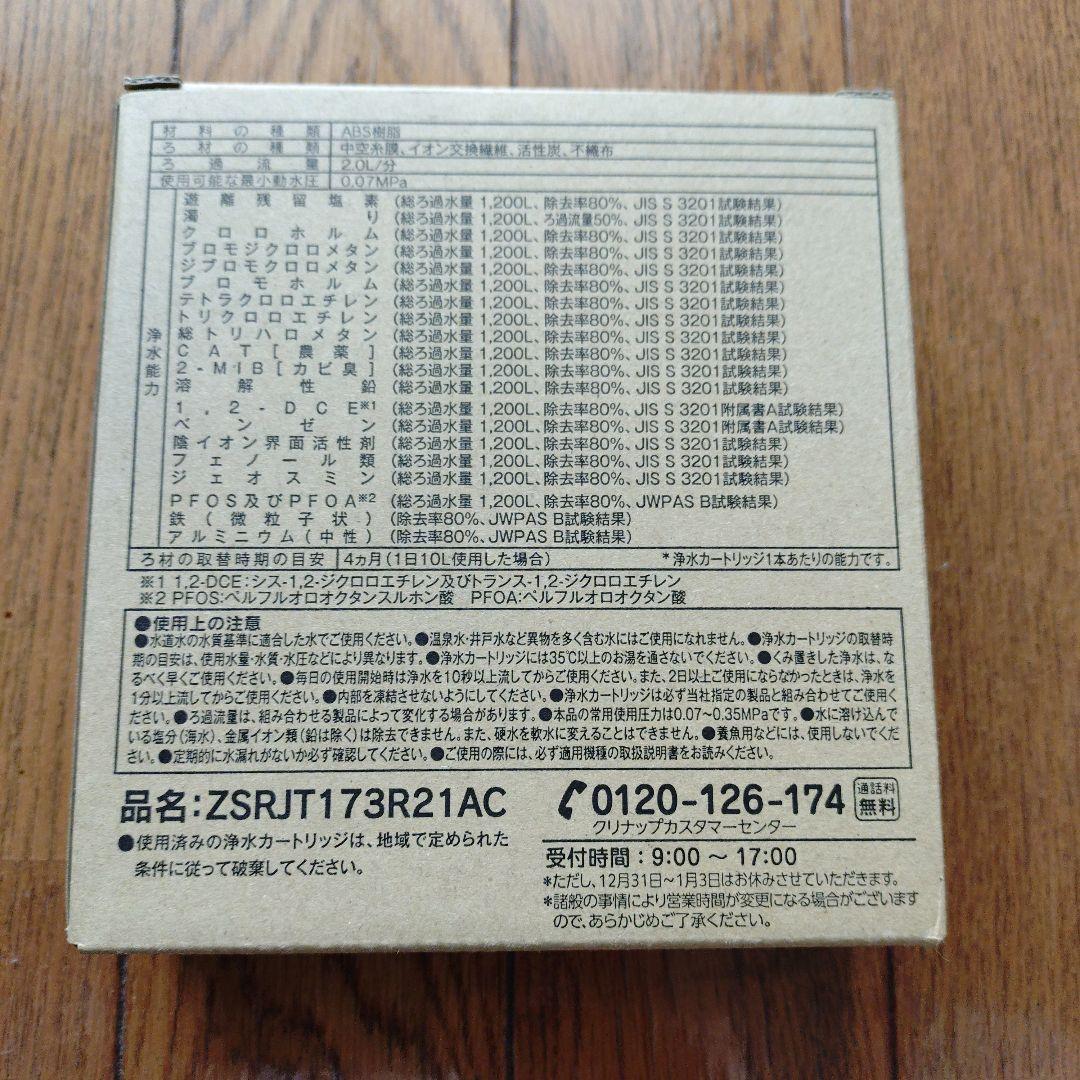 材料の種類 ABS樹脂
ろ材の種類 中空糸膜、イオン交換繊維、活性炭、不織布
ろ過流量 2.0L/分
使用可能な最小動水圧 0.07MPa
浄水能力
遊離残留塩素 (総ろ過水量 1,200L、除去率80%、JIS S 3201試験結果)
濁り (総ろ過水量 1,200L、ろ過流量50%、JIS S 3201試験結果)
クロロホルム (総ろ過水量 1,200L、除去率80%、JIS S 3201試験結果)
ブロモジクロロメタン (総ろ過水量 1,200L、除去率80%、JIS S 3201試験結果)
ジブロモクロロメタン (総ろ過水量 1,200L、除去率80%、JIS S 3201試験結果)
ブロモホルム (総ろ過水量 1,200L、除去率80%、JIS S 3201試験結果)
テトラクロロエチレン (総ろ過水量 1,200L、除去率80%、JIS S 3201試験結果)
トリクロロエチレン (総ろ過水量 1,200L、除去率80%、JIS S 3201試験結果)
総トリハロメタン (総ろ過水量 1,200L、除去率80%、JIS S 3201試験結果)
CAT[農薬] (総ろ過水量 1,200L、除去率80%、JIS S 3201試験結果)
2-MIB[カビ臭] (総ろ過水量 1,200L、除去率80%、JIS S 3201試験結果)
溶解性鉛 (総ろ過水量 1,200L、除去率80%、JIS S 3201試験結果)
1,2-DCE※1 (総ろ過水量 1,200L、除去率80%、JIS S 3201附属書A試験結果)
ベンゼン (総ろ過水量 1,200L、除去率80%、JIS S 3201附属書A試験結果)
陰イオン界面活性剤 (総ろ過水量 1,200L、除去率80%、JIS S 3201試験結果)
フェノール類 (総ろ過水量 1,200L、除去率80%、JIS S 3201試験結果)
ジェオスミン (総ろ過水量 1,200L、除去率80%、JIS S 3201試験結果)
PFOS及びPFOA※2 (総ろ過水量 1,200L、除去率80%、JWPAS B試験結果)
鉄(微粒子状) (除去率80%、JWPAS B試験結果)
アルミニウム(中性) (除去率80%、JWPAS B試験結果)
ろ材の取替時期の目安 4ヵ月(1日10L使用した場合) *浄水カートリッジ1本あたりの能力です。
※1 1,2-DCE:シス-1,2-ジクロロエチレン及びトランス-1,2-ジクロロエチレン
※2 PFOS:ペルフルオロオクタンスルホン酸 PFOA:ペルフルオロオクタン酸
●使用上の注意
●水道水の水質基準に適合した水でご使用ください。●温泉水・井戸水など異物を多く含む水にはご使用になれません。●浄水カートリッジの取替時
期の目安は、使用水量・水質・水圧などにより異なります。●浄水カートリッジには35℃以上のお湯を通さないでください。●くみ置きした浄水は、な
るべく早くご使用ください。●毎日の使用開始時は浄水を10秒以上流してからご使用ください。また、2日以上ご使用にならなかったときは、浄水を
1分以上流してからご使用ください。●内部を凍結させないようにしてください。●浄水カートリッジは必ず当社指定の製品と組み合わせてご使用く
ださい。●ろ過流量は、組み合わせる製品によって変化する場合があります。●本品の常用使用圧力は0.07~0.35MPaです。●水に溶け込んで
いる塩分(海水)、金属イオン類(鉛は除く)は除去できません。また、硬水を軟水に変えることはできません。●養魚用などには、使用しないでくだ
さい。●定期的に水漏れがないか必ず確認してください。●ご使用の際には、必ず適用機種の取扱説明書をお読みください。
品名:ZSRJT173R21AC
●使用済みの浄水カートリッジは、地域で定められた
条件に従って破棄してください。
0120-126-174 通話料無料
クリナップカスタマーセンター
受付時間:9:00 ~ 17:00
*ただし、12月31日~1月3日はお休みさせていただきます。
*諸般の事情により営業時間が変更になる場合がございます
ので、あらかじめご了承ください。